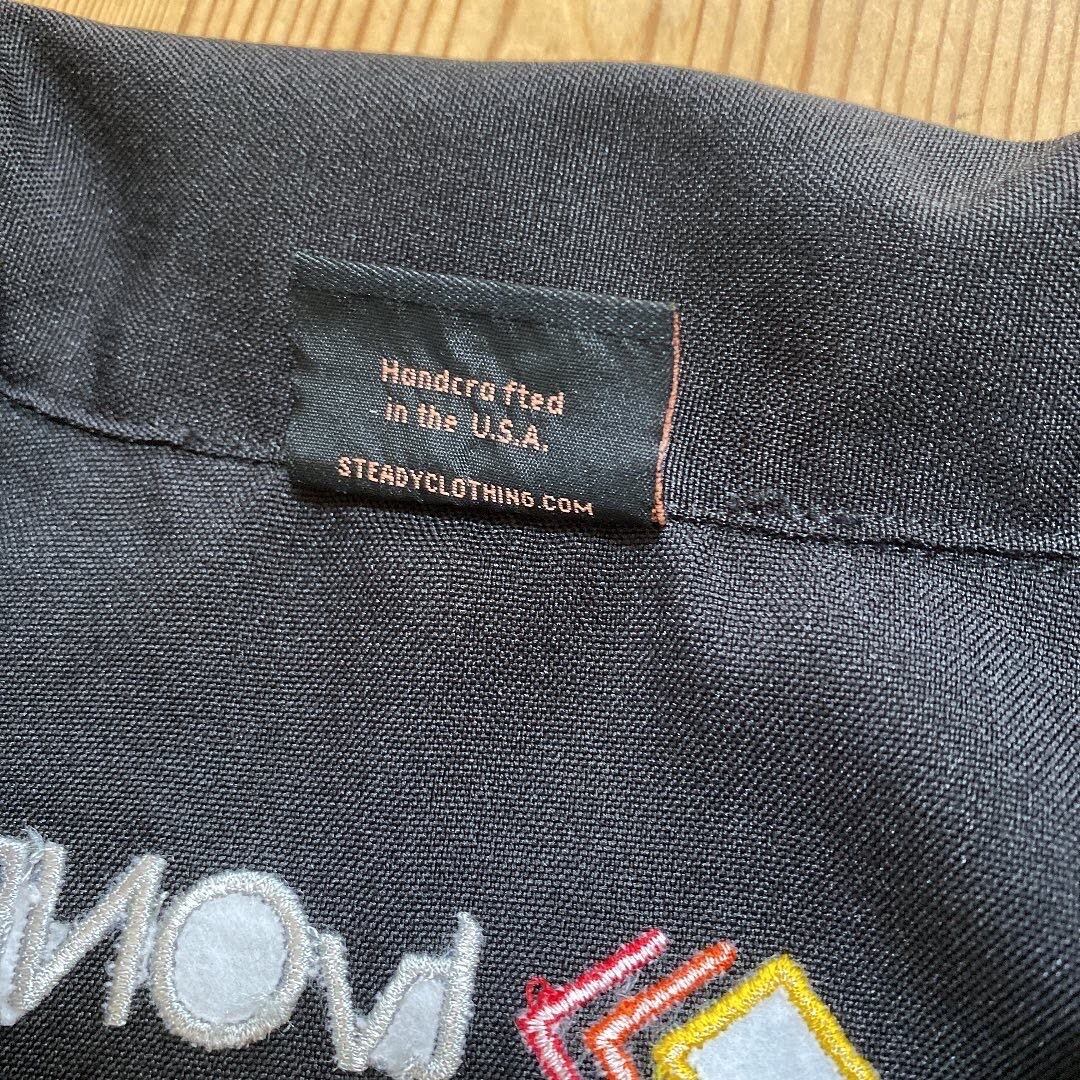 Handcrafted
in the U.S.A.
STEADYCLOTHING.COM